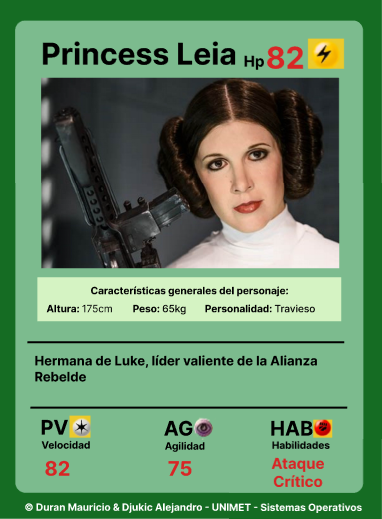 Princess Leia Hp 82
Características generales del personaje:
Altura: 175cm Peso: 65kg Personalidad: Travieso
Hermana de Luke, líder valiente de la Alianza
Rebelde
PV AG HAB
Velocidad Agilidad Habilidades
82 75 Ataque
Crítico
© Duran Mauricio & Djukic Alejandro - UNIMET - Sistemas Operativos